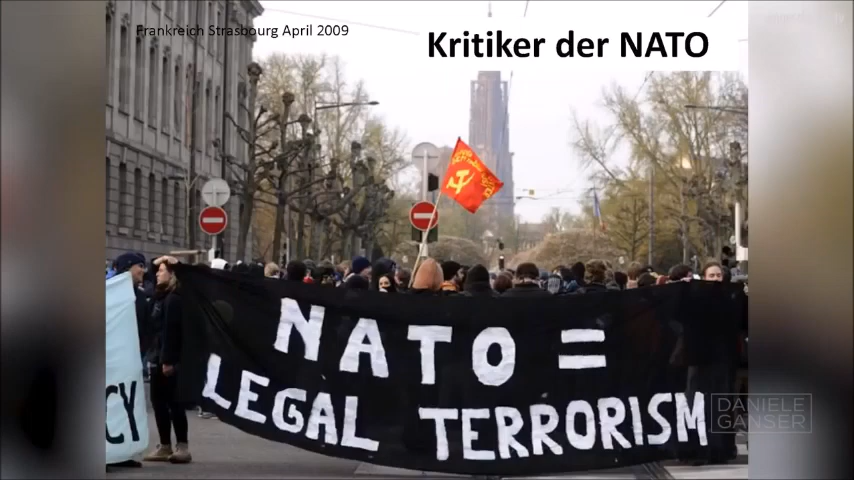 Frankreich Strasbourg April 2009
Kritiker der NATO
NATO =
LEGAL TERRORISM
CY
DANIELE
GANSER